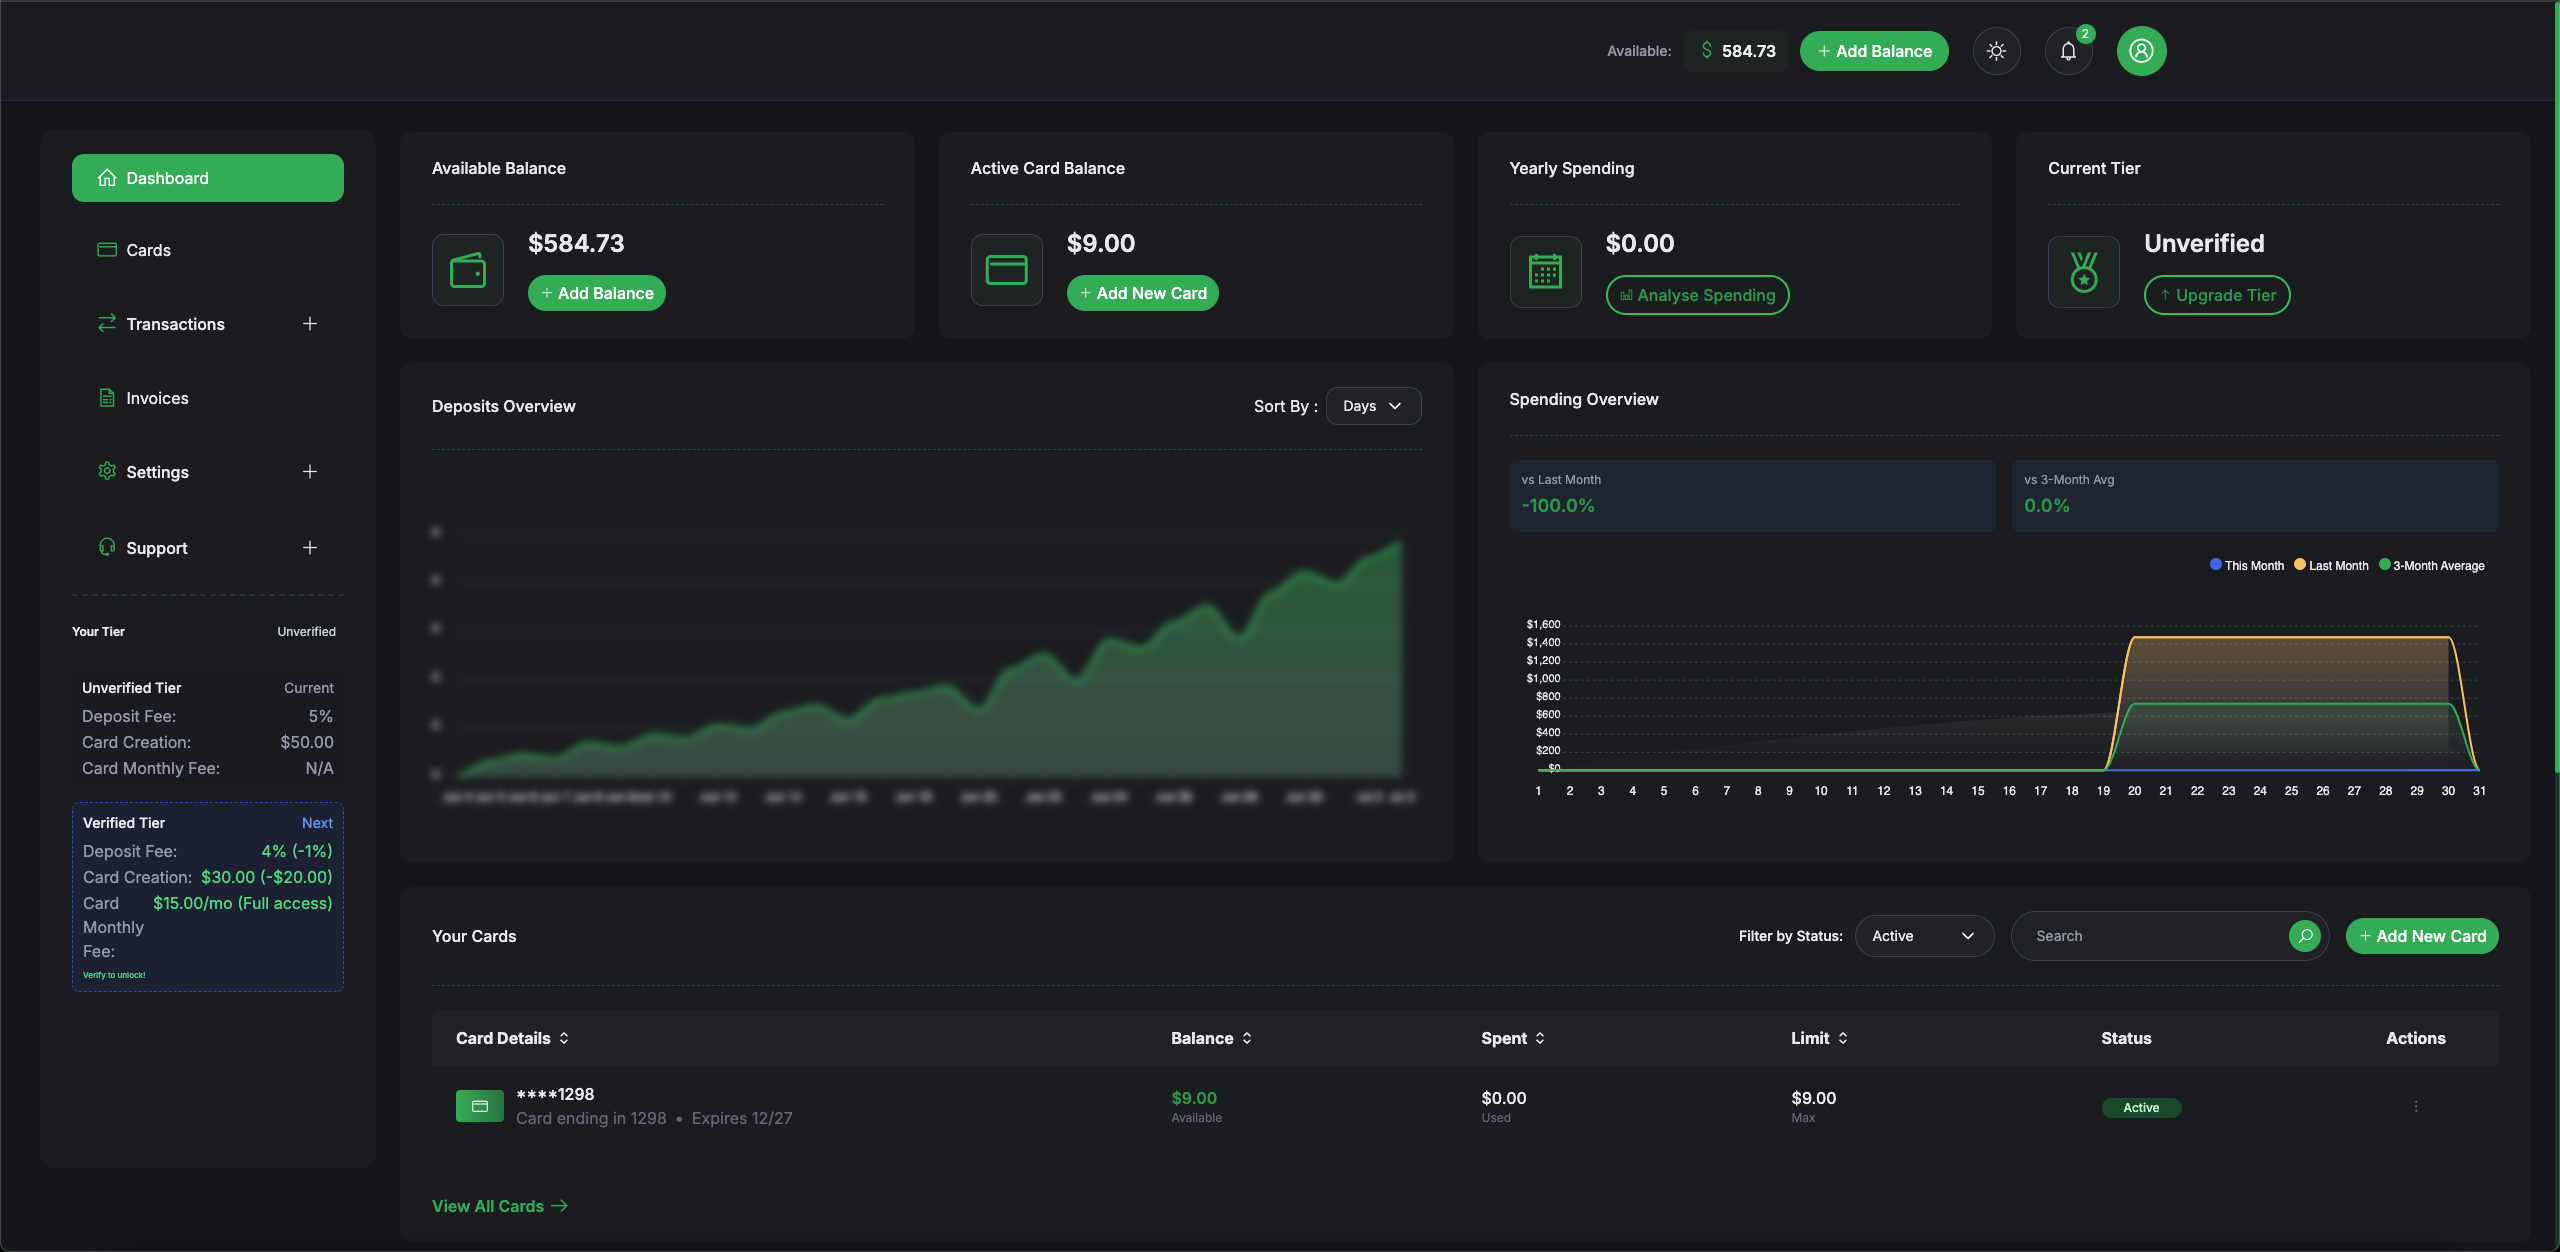 Available: $ 584.73 + Add Balance 2
Dashboard
Cards
Transactions +
Invoices
Settings +
Support +
Your Tier Unverified
Unverified Tier Current
Deposit Fee: 5%
Card Creation: $50.00
Card Monthly Fee: N/A
Verified Tier Next
Deposit Fee: 4% (-1%)
Card Creation: $30.00 (-$20.00)
Card $15.00/mo (Full access)
Monthly
Fee:
Verify to unlock!
Available Balance
$584.73
+ Add Balance
Active Card Balance
$9.00
+ Add New Card
Yearly Spending
$0.00
Analyse Spending
Current Tier
Unverified
↑ Upgrade Tier
Deposits Overview Sort By : Days
Spending Overview
vs Last Month
-100.0%
vs 3-Month Avg
0.0%
This Month Last Month 3-Month Average
$1,600
$1,400
$1,200
$1,000
$800
$600
$400
$200
$0
1 2 3 4 5 6 7 8 9 10 11 12 13 14 15 16 17 18 19 20 21 22 23 24 25 26 27 28 29 30 31
Your Cards Filter by Status: Active Search + Add New Card
Card Details Balance Spent Limit Status Actions
****1298 $9.00 $0.00 $9.00 Active
Card ending in 1298 • Expires 12/27 Available Used Max
View All Cards →